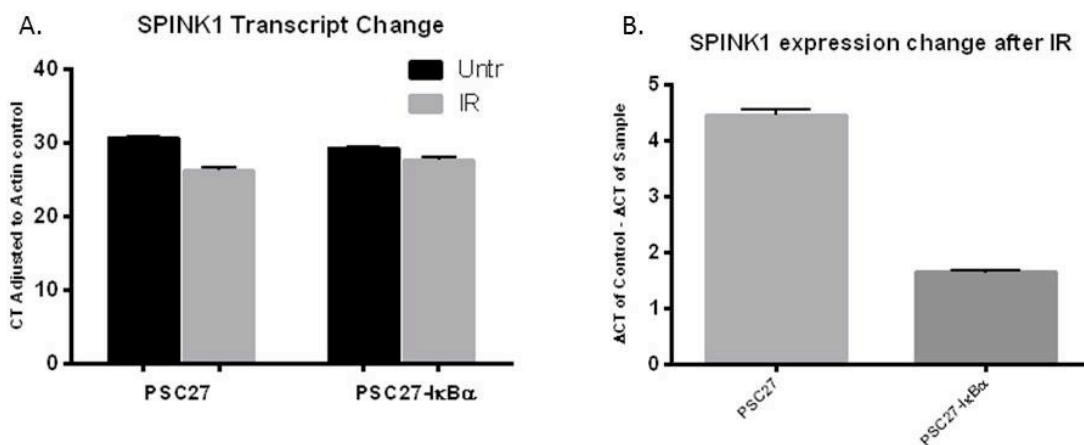 A.
SPINK1 Transcript Change
Untr
IR
CT Adjusted to Actin control
40
30
20
10
0
PSC27
PSC27-IκBα
B.
SPINK1 expression change after IR
ΔCT of Control - ΔCT of Sample
5
4
3
2
1
0
PSC27
PSC27-IκBα